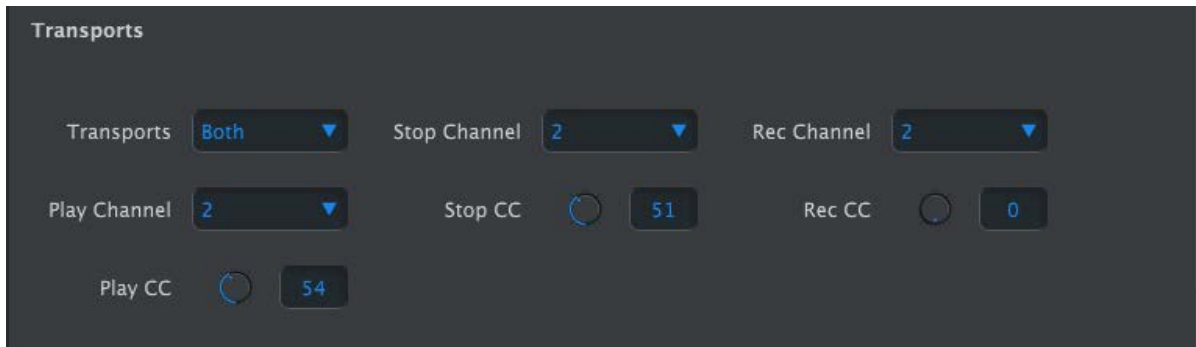 Transports
Transports Both Stop Channel 2 Rec Channel 2
Play Channel 2 Stop CC 51 Rec CC 0
Play CC 54